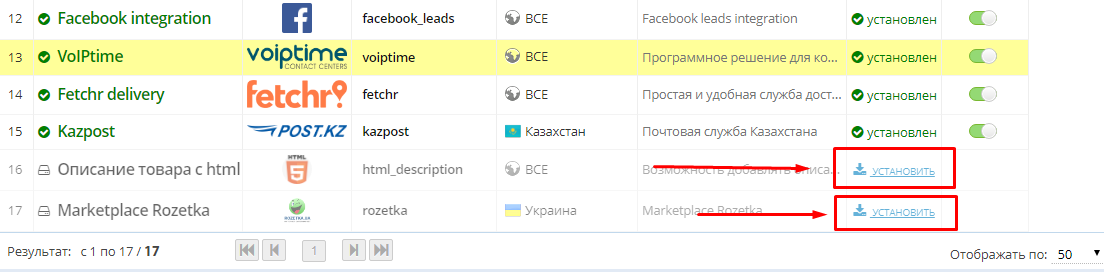 12 Facebook integration f facebook_leads ВСЕ Facebook leads integration установлен
13 VoIPtime voiptime CONTACT CENTERS voiptime ВСЕ Программное решение для ко... установлен
14 Fetchr delivery fetchr fetchr ВСЕ Простая и удобная служба дост... установлен
15 Kazpost POST.KZ kazpost Казахстан Почтовая служба Казахстана установлен
16 Описание товара с html HTML 5 html_description ВСЕ Возможность добавлять описа... установить
17 Marketplace Rozetka ROZETKA.UA rozetka Украина Marketplace Rozetka установить
Результат: с 1 по 17 / 17 1 Отображать по: 50